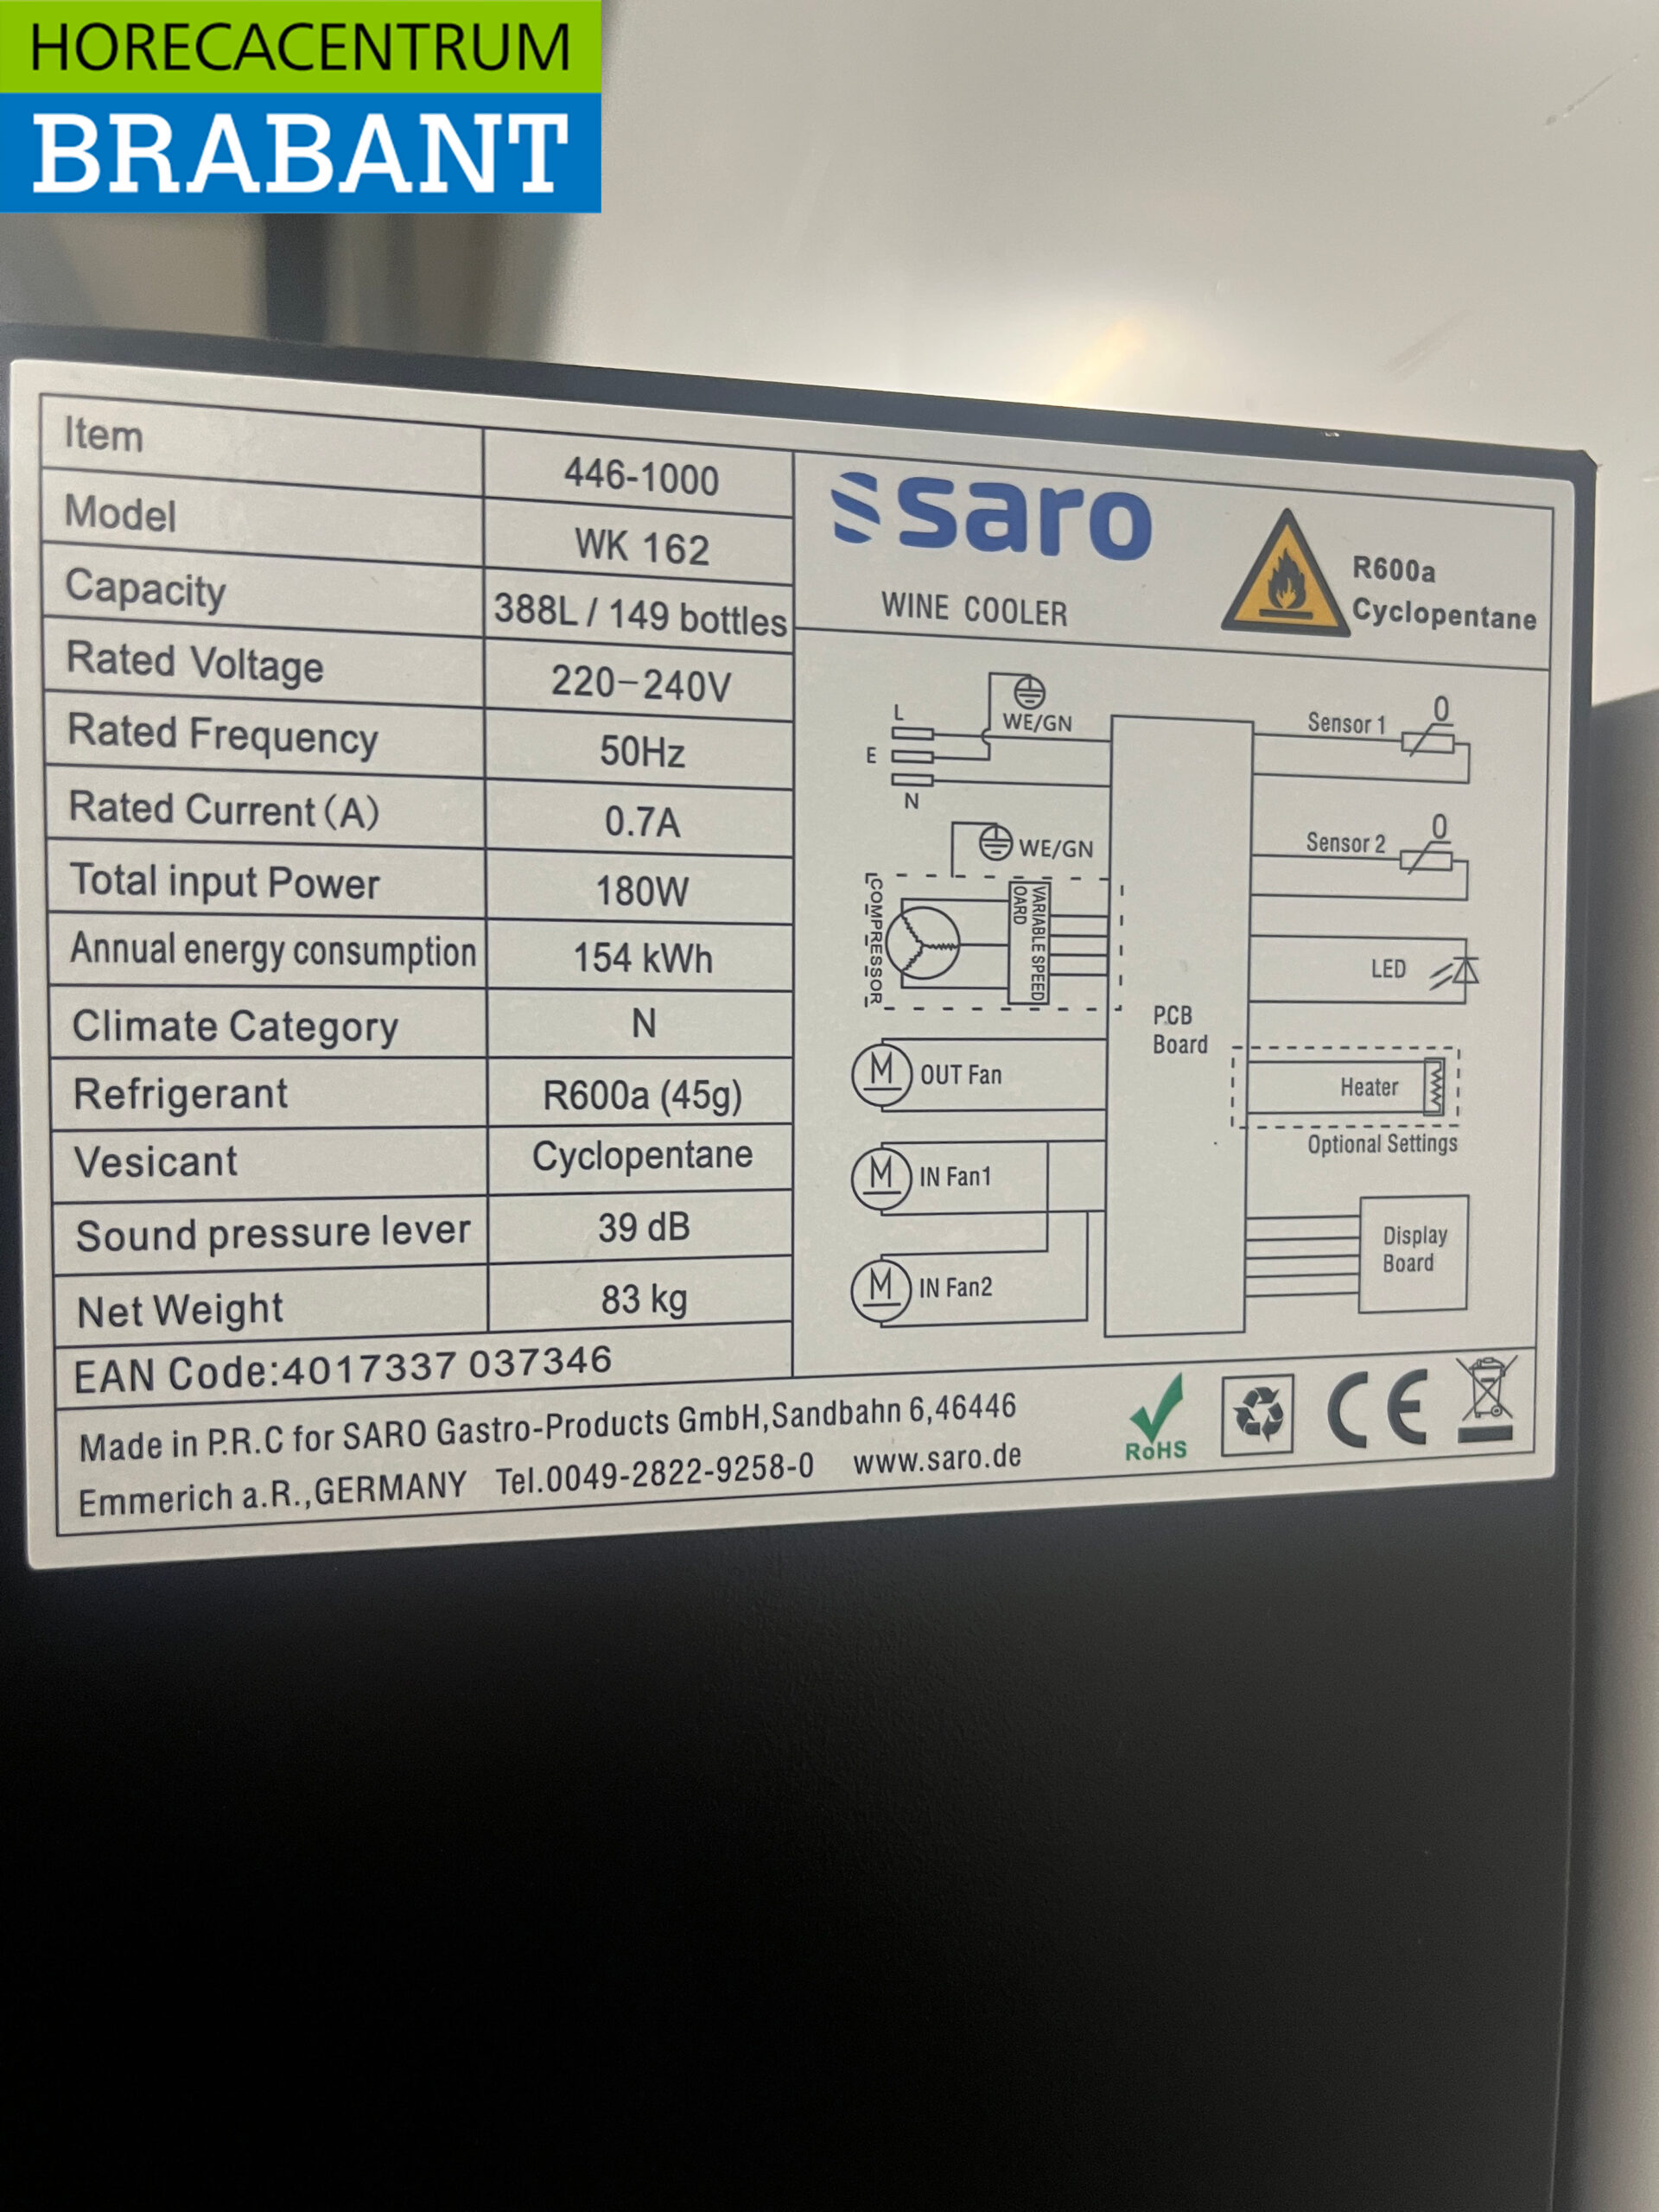 HORECACENTRUM
BRABANT
Item 446-1000
Model WK 162
Capacity 388L / 149 bottles
Rated Voltage 220-240V
Rated Frequency 50Hz
Rated Current (A) 0.7A
Total input Power 180W
Annual energy consumption 154 kWh
Climate Category N
Refrigerant R600a (45g)
Vesicant Cyclopentane
Sound pressure lever 39 dB
Net Weight 83 kg
EAN Code:4017337 037346
saro
WINE COOLER
R600a
Cyclopentane
L
E
N
WE/GN
WE/GN
COMPRESSOR
VARIABLE SPEED
OARD
M OUT Fan
M IN Fan1
M IN Fan2
PCB
Board
Sensor 1
0
Sensor 2
0
LED
Heater
Optional Settings
Display
Board
Made in P.R.C for SARO Gastro-Products GmbH,Sandbahn 6,46446
Emmerich a.R.,GERMANY Tel.0049-2822-9258-0 www.saro.de
RoHS
CE